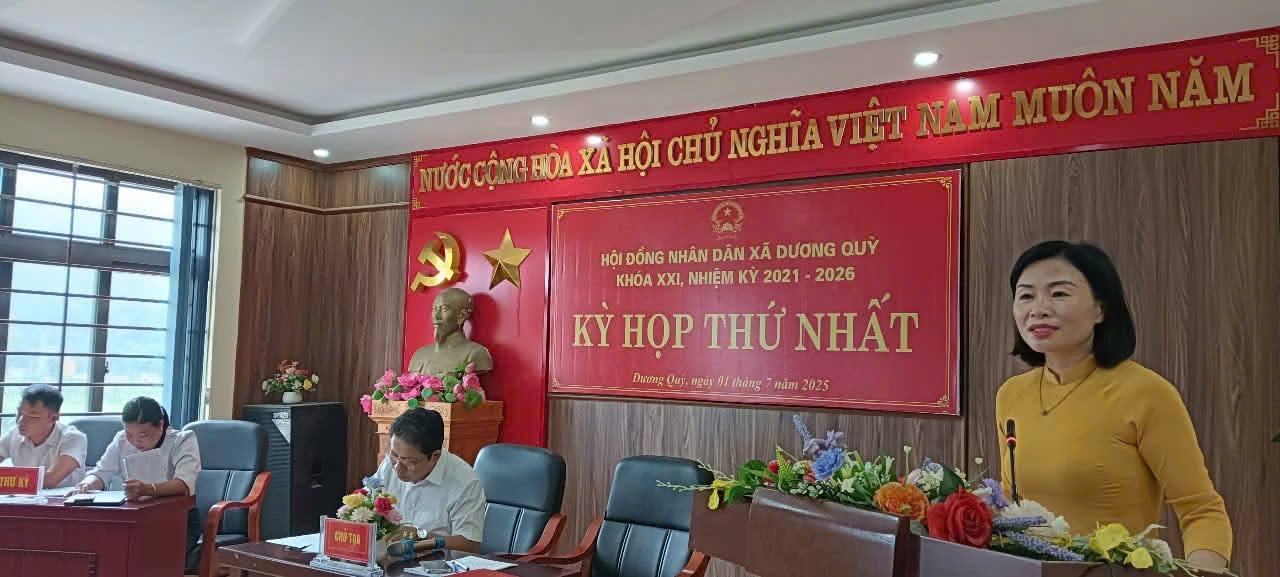 NƯỚC CỘNG HÒA XÃ HỘI CHỦ NGHĨA VIỆT NAM MUÔN NĂM
HỘI ĐỒNG NHÂN DÂN XÃ DƯƠNG QUỲ
KHÓA XXI, NHIỆM KỲ 2021 - 2026
KỲ HỌP THỨ NHẤT
Dương Quỳ, ngày 01 tháng 7 năm 2025
THƯ KÝ
CHỦ TỌA